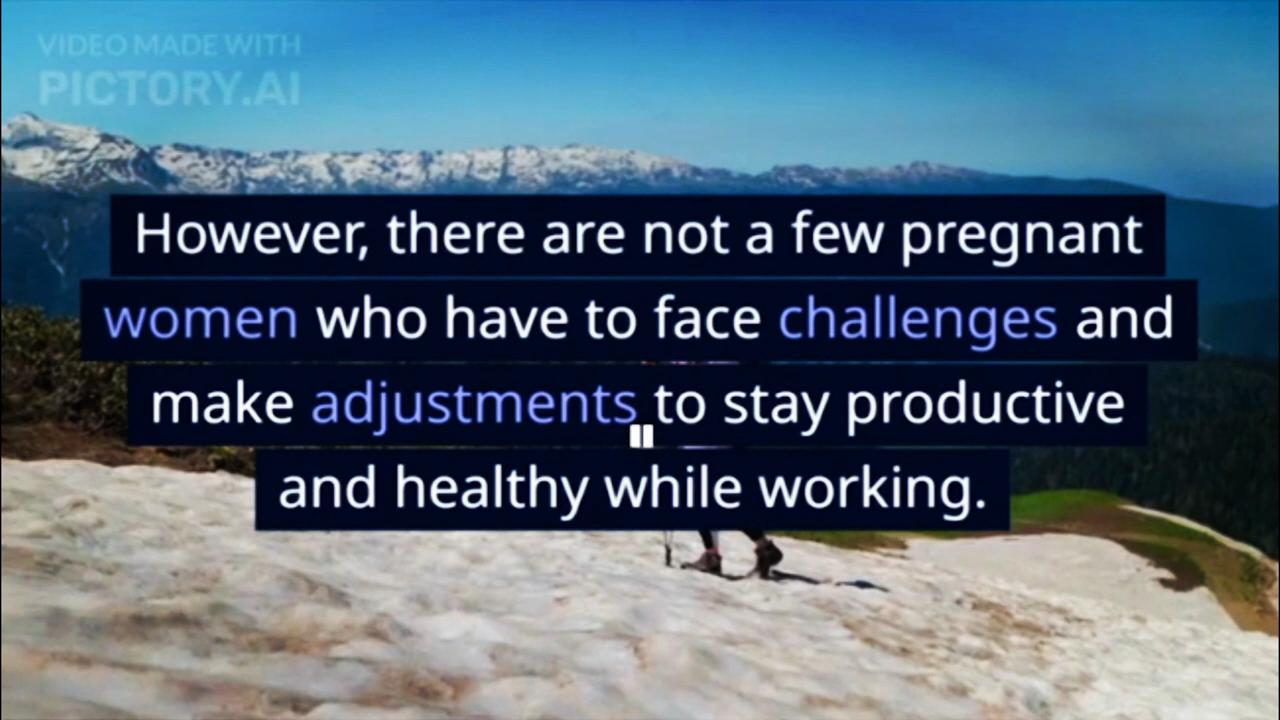 VIDEO MADE WITH
PICTORY.AI
However, there are not a few pregnant
women who have to face challenges and
make adjustments to stay productive
and healthy while working.